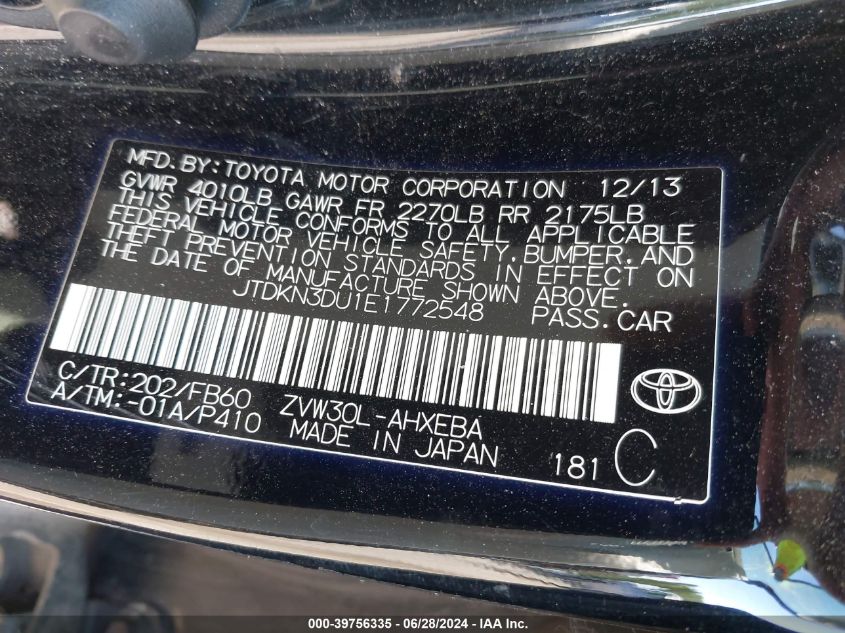 MFD. BY: TOYOTA MOTOR CORPORATION 12/13
GVWR 4010LB GAWR FR 2270LB RR 2175LB
THIS VEHICLE CONFORMS TO ALL APPLICABLE
FEDERAL MOTOR VEHICLE SAFETY, BUMPER, AND
THEFT PREVENTION STANDARDS IN EFFECT ON
THE DATE OF MANUFACTURE SHOWN ABOVE.
JTDKN3DU1E1772548 PASS. CAR
C/TR: 202/FB60 ZVW30L-AHXEBA
A/TM: -01A/P410 MADE IN JAPAN
181 C
000-39756335 - 06/28/2024 - IAAI.COM